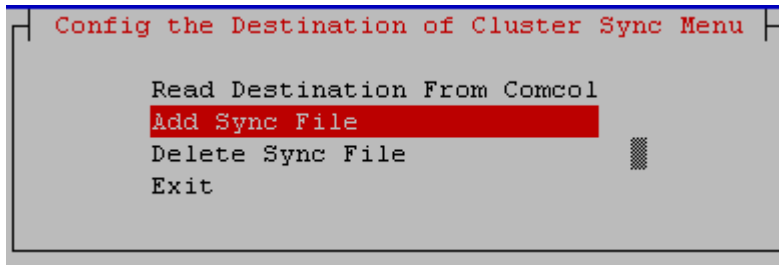 Config the Destination of Cluster Sync Menu
Read Destination From Comcol
Add Sync File
Delete Sync File
Exit